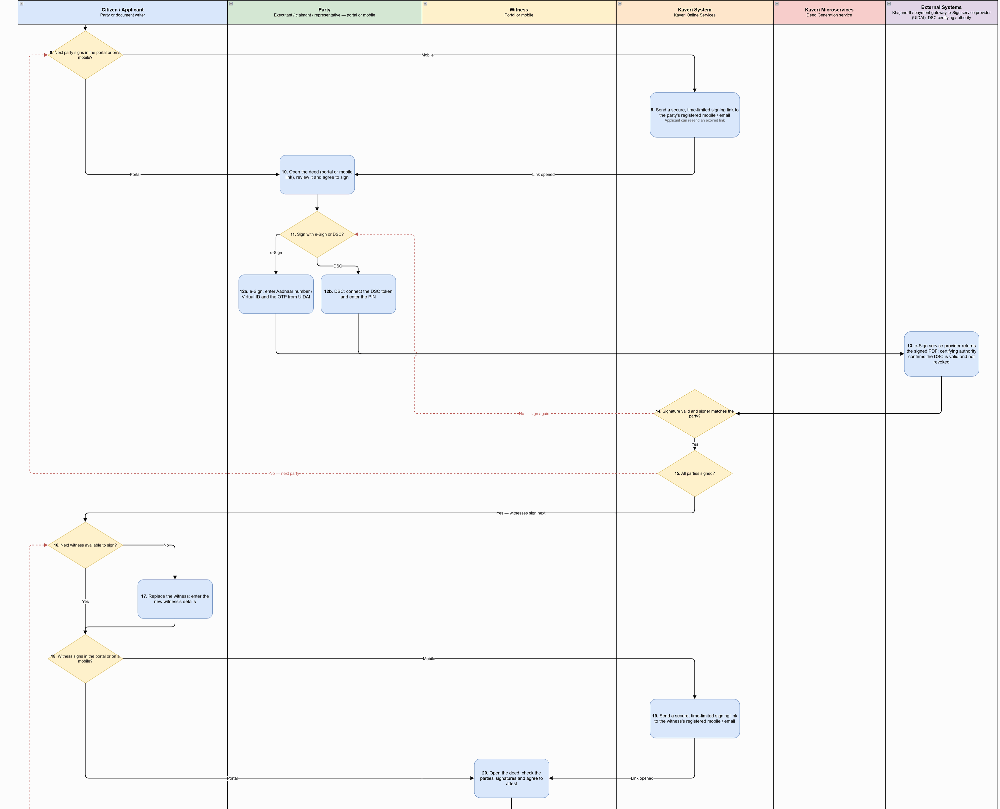 Citizen / Applicant
Party or document writer
Party
Executant / claimant / representative — portal or mobile
Witness
Portal or mobile
Kaveri System
Kaveri Online Services
Kaveri Microservices
Deed Generation service
External Systems
Khajane-II / payment gateway, e-Sign service provider
(UIDAI), DSC certifying authority
8. Next party signs in the portal or on a
mobile?
Mobile
9. Send a secure, time-limited signing link to
the party's registered mobile / email
Applicant can resend an expired link
Portal
10. Open the deed (portal or mobile
link), review it and agree to sign
Link opened
11. Sign with e-Sign or DSC?
e-Sign
DSC
12a. e-Sign: enter Aadhaar number /
Virtual ID and the OTP from UIDAI
12b. DSC: connect the DSC token
and enter the PIN
13. e-Sign service provider returns
the signed PDF; certifying authority
confirms the DSC is valid and not
revoked
No — sign again
14. Signature valid and signer matches the
party?
Yes
No — next party
15. All parties signed?
Yes — witnesses sign next
16. Next witness available to sign?
No
17. Replace the witness: enter the
new witness's details
Yes
18. Witness signs in the portal or on a
mobile?
Mobile
19. Send a secure, time-limited signing link
to the witness's registered mobile / email
Portal
20. Open the deed, check the
parties' signatures and agree to
attest
Link opened